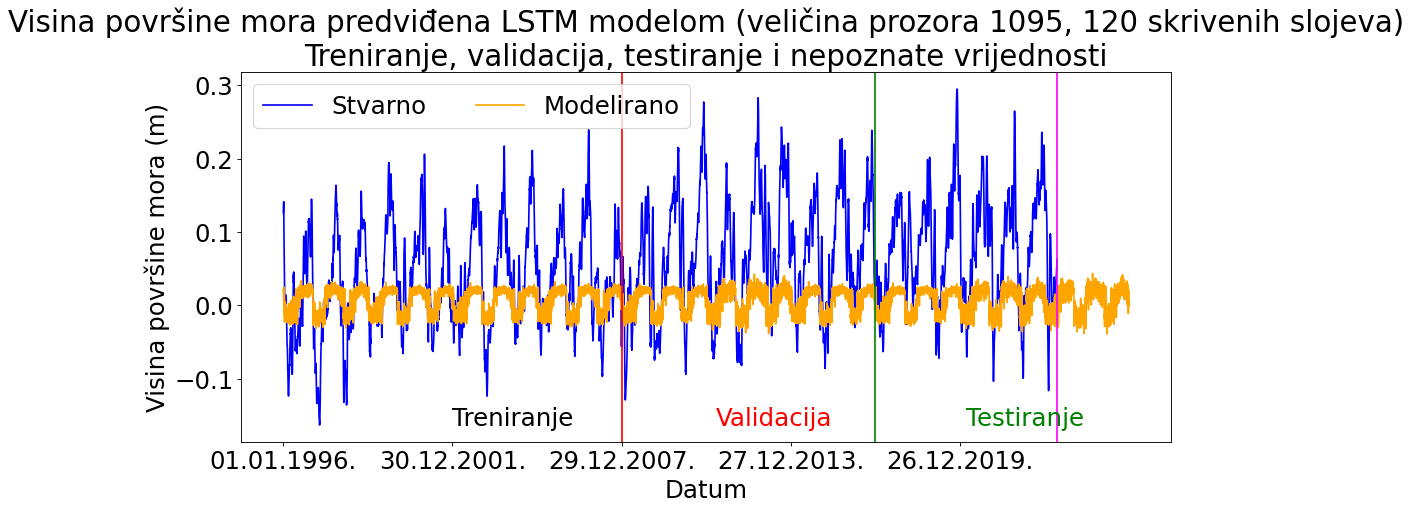 Visina površine mora predviđena LSTM modelom (veličina prozora 1095, 120 skrivenih slojeva)
Treniranje, validacija, testiranje i nepoznate vrijednosti
Stvarno
Modelirano
Visina površine mora (m)
0.3
0.2
0.1
0.0
−0.1
Treniranje
Validacija
Testiranje
01.01.1996.
30.12.2001.
29.12.2007.
27.12.2013.
26.12.2019.
Datum